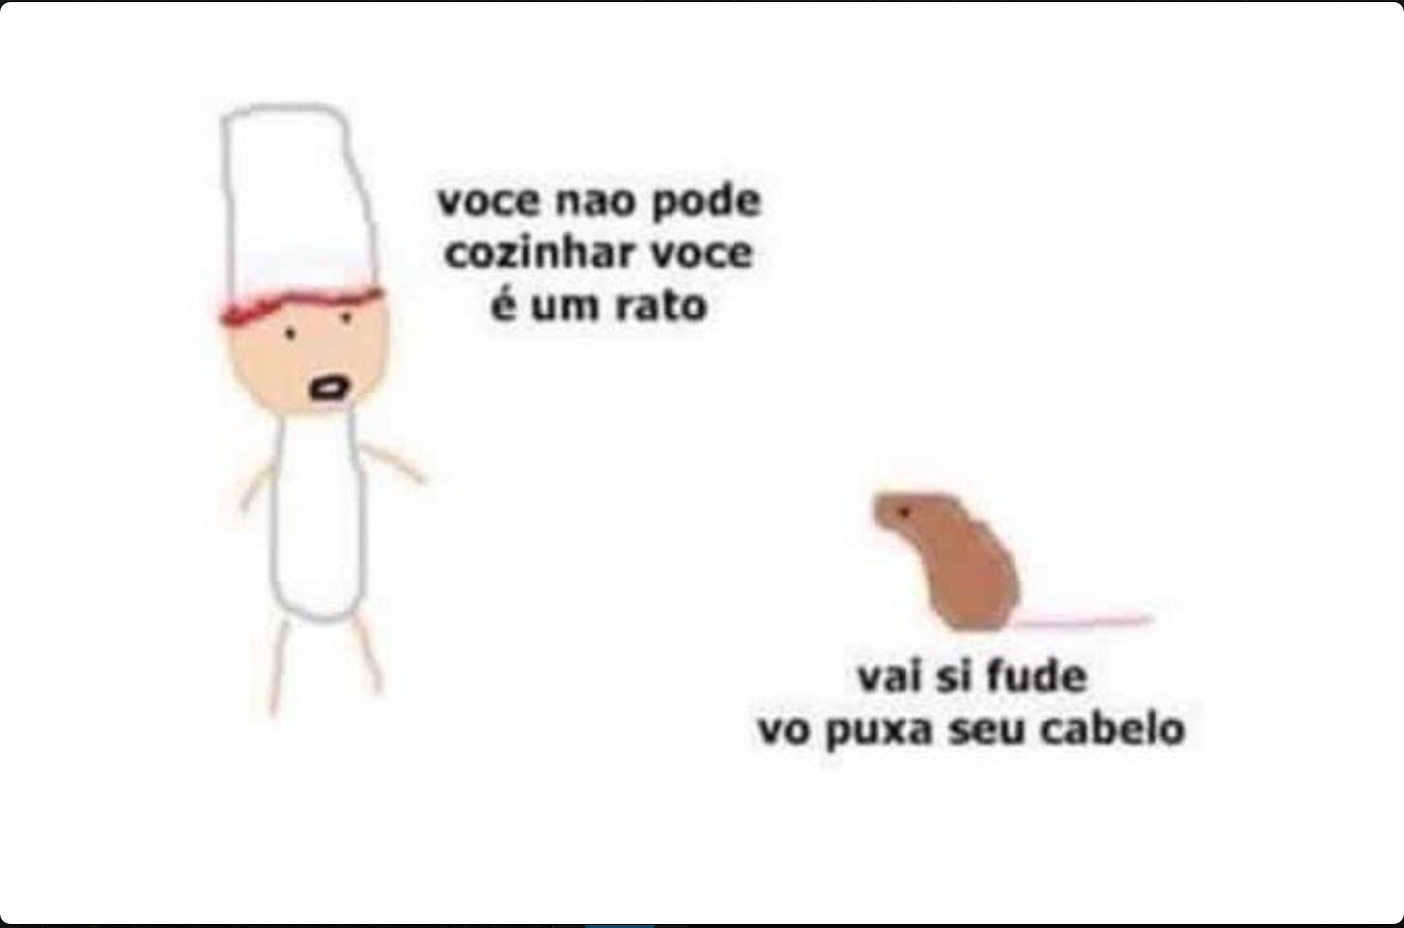 voce nao pode
cozinhar voce
é um rato
vai si fude
vo puxa seu cabelo